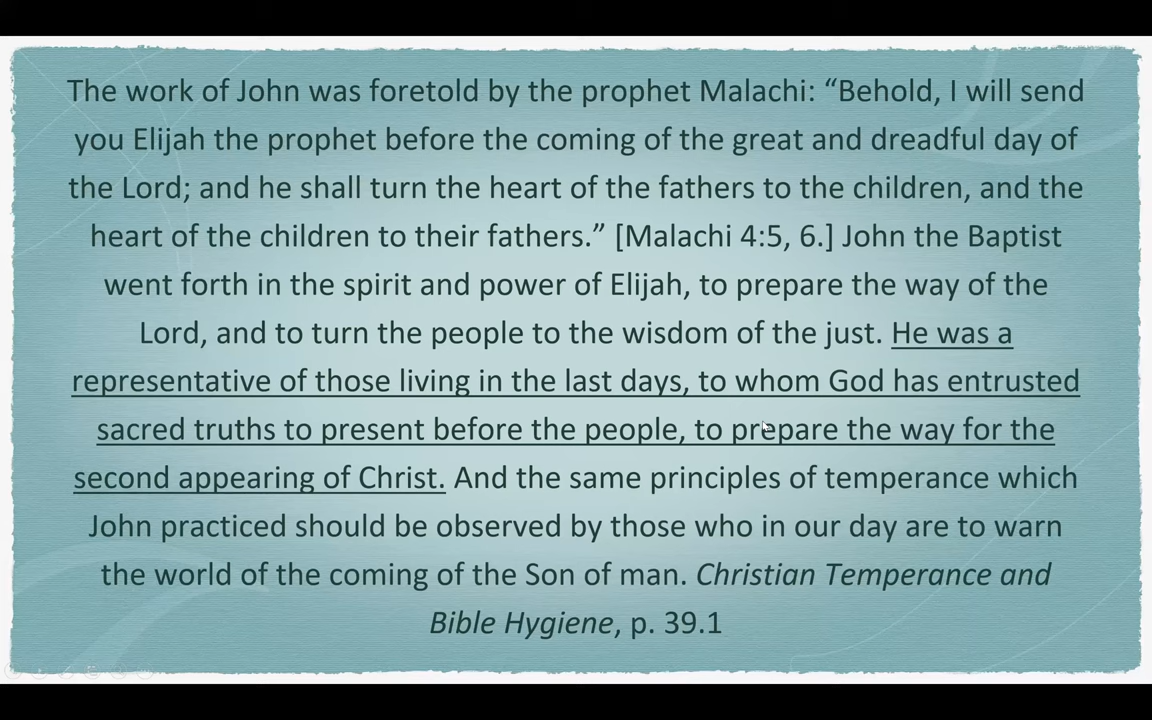 The work of John was foretold by the prophet Malachi: “Behold, I will send
you Elijah the prophet before the coming of the great and dreadful day of
the Lord; and he shall turn the heart of the fathers to the children, and the
heart of the children to their fathers.” [Malachi 4:5, 6.] John the Baptist
went forth in the spirit and power of Elijah, to prepare the way of the
Lord, and to turn the people to the wisdom of the just. He was a
representative of those living in the last days, to whom God has entrusted
sacred truths to present before the people, to prepare the way for the
second appearing of Christ. And the same principles of temperance which
John practiced should be observed by those who in our day are to warn
the world of the coming of the Son of man. Christian Temperance and
Bible Hygiene, p. 39.1